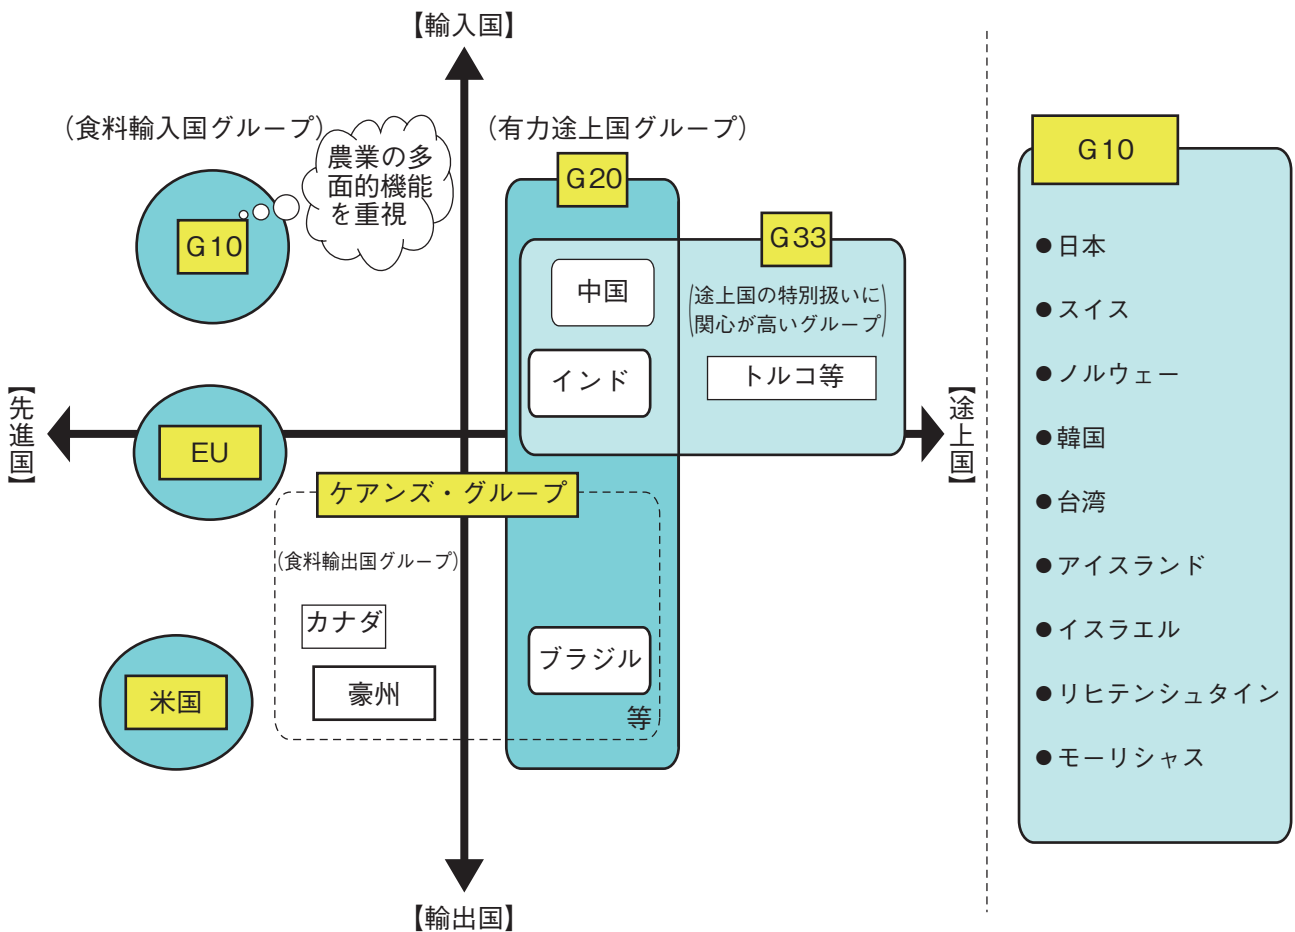 【輸入国】
（食料輸入国グループ）
農業の多
面的機能
を重視
G10
（有力途上国グループ）
G20
G33
中国
（途上国の特別扱いに
関心が高いグループ）
インド
トルコ等
【先進国】
【途上国】
EU
ケアンズ・グループ
（食料輸出国グループ）
カナダ
豪州
ブラジル
等
米国
【輸出国】
G10
●日本
●スイス
●ノルウェー
●韓国
●台湾
●アイスランド
●イスラエル
●リヒテンシュタイン
●モーリシャス